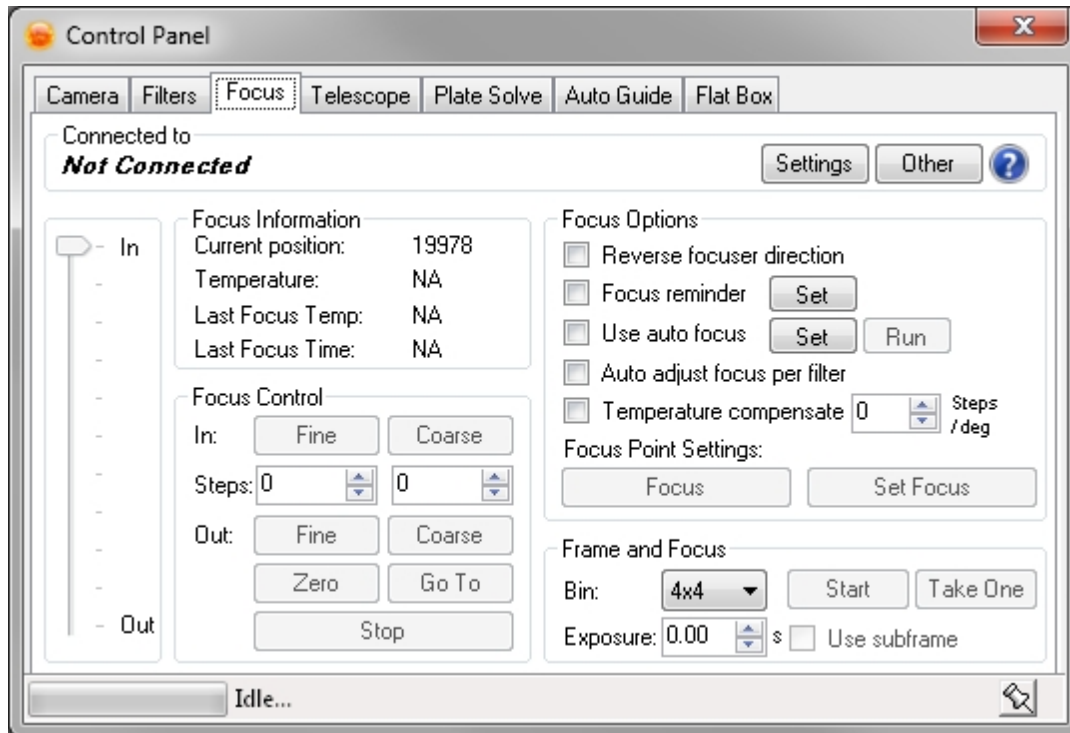 Control Panel
Camera Filters Focus Telescope Plate Solve Auto Guide Flat Box
Connected to
Not Connected
Settings Other ?
In
Out
Focus Information
Current position: 19978
Temperature: NA
Last Focus Temp: NA
Last Focus Time: NA
Focus Control
In: Fine Coarse
Steps: 0 0
Out: Fine Coarse
Zero Go To
Stop
Focus Options
Reverse focuser direction
Focus reminder Set
Use auto focus Set Run
Auto adjust focus per filter
Temperature compensate 0 Steps
/deg
Focus Point Settings:
Focus Set Focus
Frame and Focus
Bin: 4x4 Start Take One
Exposure: 0.00 s Use subframe
Idle...